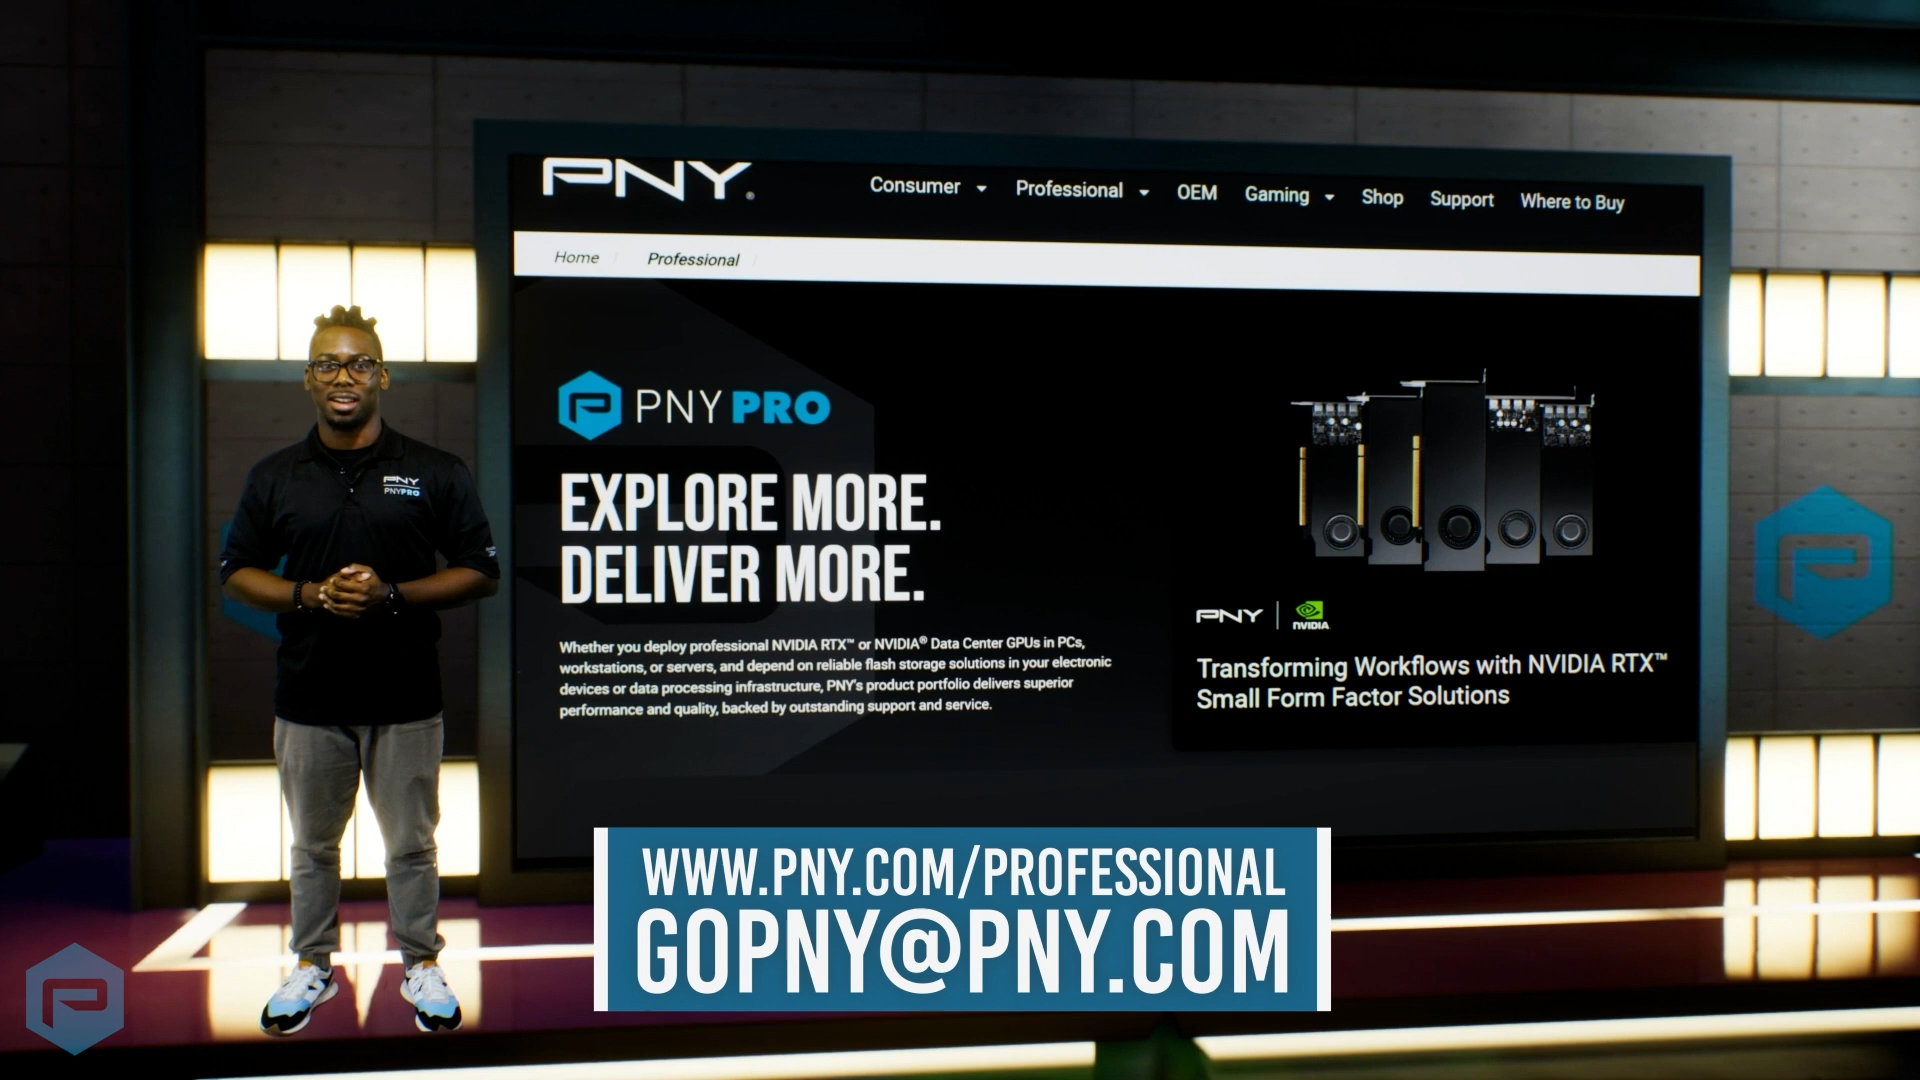 PNY®
Consumer Professional OEM Gaming Shop Support Where to Buy
Home Professional
PNY PRO
EXPLORE MORE.
DELIVER MORE.
Whether you deploy professional NVIDIA RTX™ or NVIDIA® Data Center GPUs in PCs,
workstations, or servers, and depend on reliable flash storage solutions in your electronic
devices or data processing infrastructure, PNY's product portfolio delivers superior
performance and quality, backed by outstanding support and service.
PNY | NVIDIA
Transforming Workflows with NVIDIA RTX™
Small Form Factor Solutions
PNY
PNYPRO
WWW.PNY.COM/PROFESSIONAL
GOPNY@PNY.COM